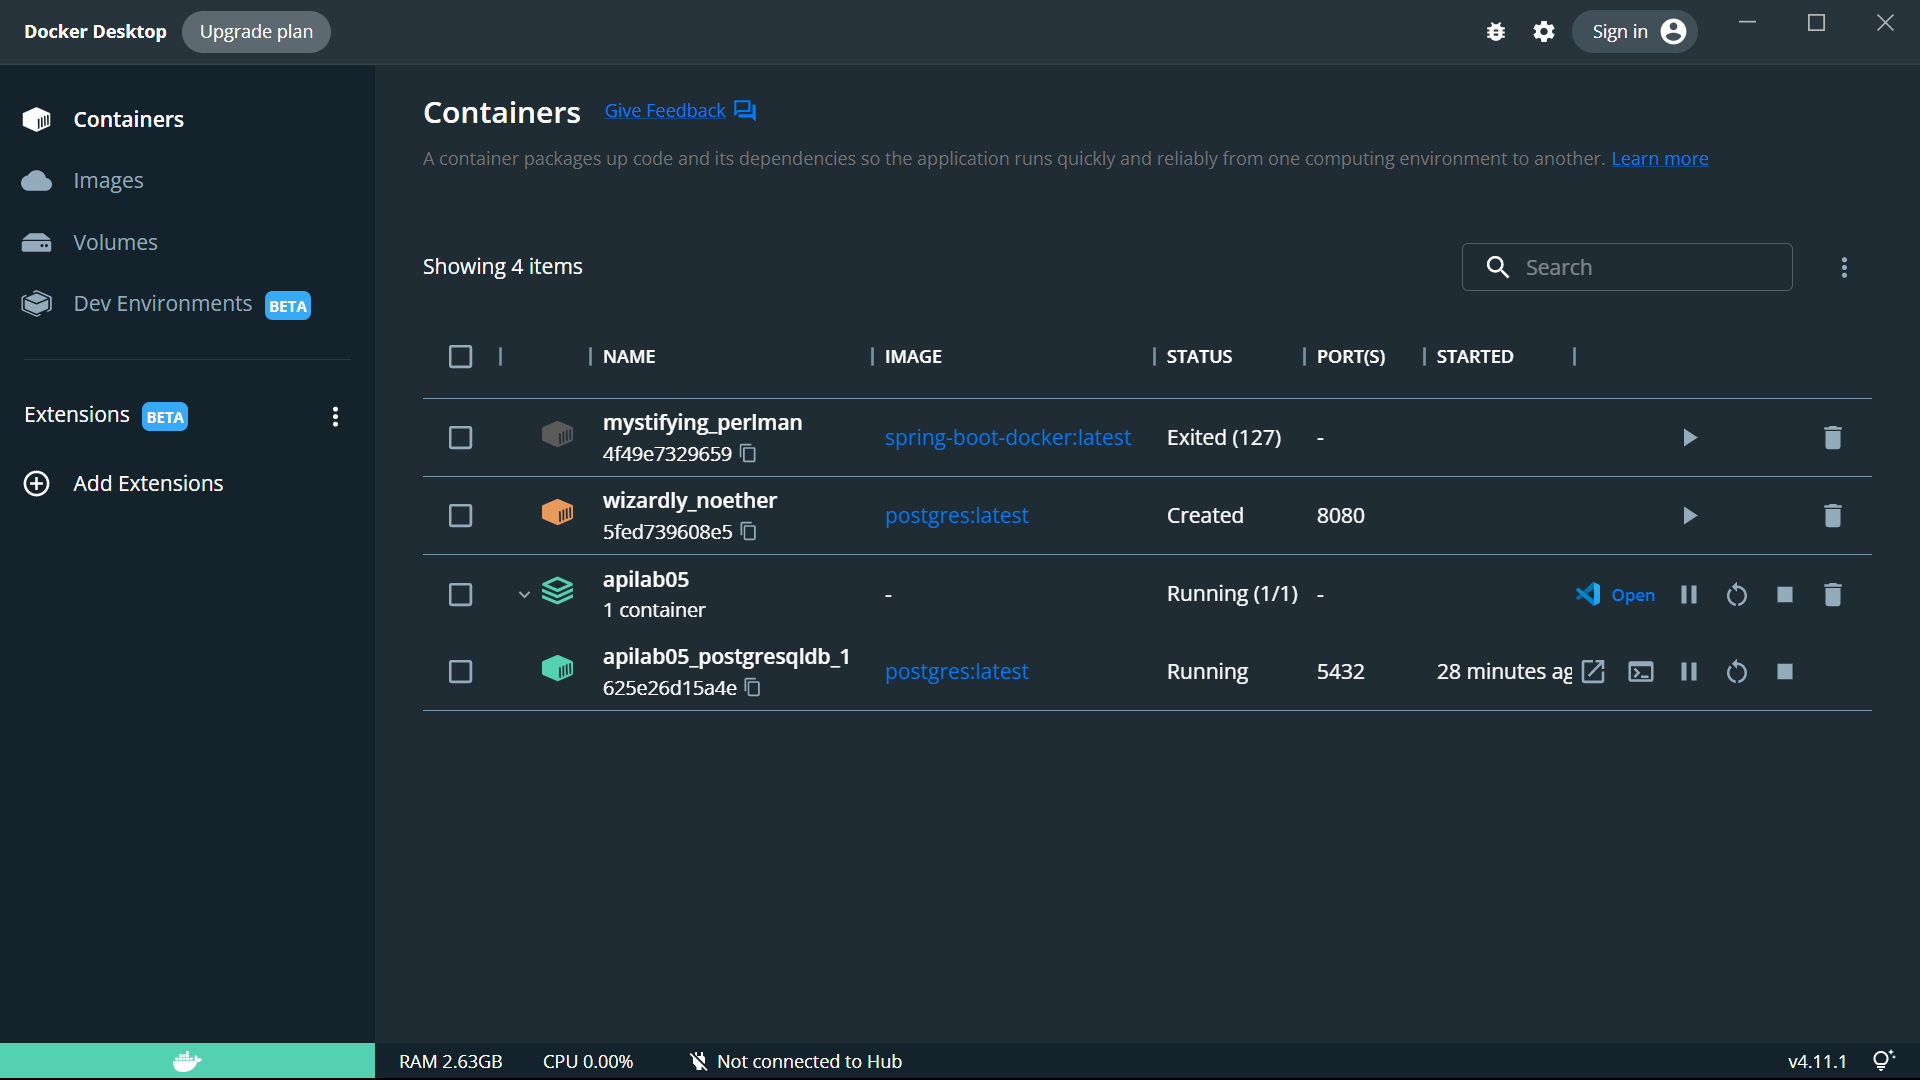 Docker Desktop Upgrade plan Sign in
Containers
Images
Volumes
Dev Environments BETA
Extensions BETA
Add Extensions
Containers Give Feedback
A container packages up code and its dependencies so the application runs quickly and reliably from one computing environment to another. Learn more
Showing 4 items
Search
NAME IMAGE STATUS PORT(S) STARTED
mystifying_perlman
4f49e7329659
spring-boot-docker:latest Exited (127) -
wizardly_noether
5fed739608e5
postgres:latest Created 8080
apilab05
1 container
- Running (1/1) - Open
apilab05_postgresqldb_1
625e26d15a4e
postgres:latest Running 5432 28 minutes ag
RAM 2.63GB CPU 0.00% Not connected to Hub v4.11.1